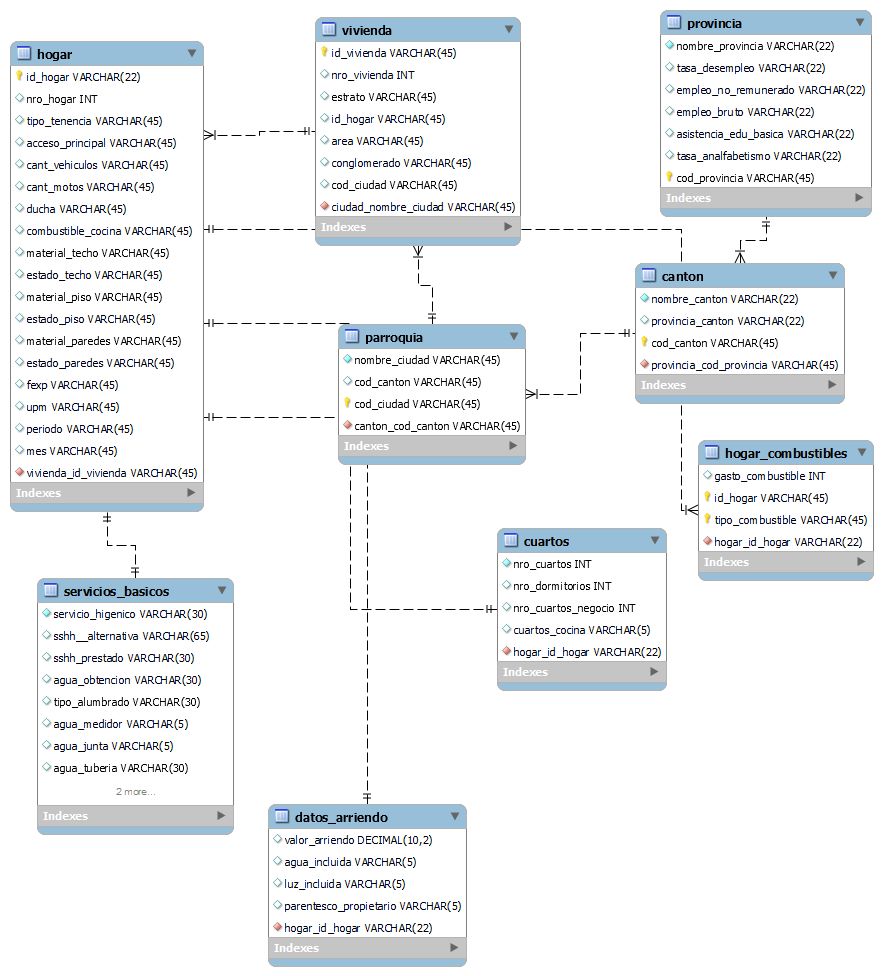 hogar
id_hogar VARCHAR(22)
nro_hogar INT
tipo_tenencia VARCHAR(45)
acceso_principal VARCHAR(45)
cant_vehiculos VARCHAR(45)
cant_motos VARCHAR(45)
ducha VARCHAR(45)
combustible_cocina VARCHAR(45)
material_techo VARCHAR(45)
estado_techo VARCHAR(45)
material_piso VARCHAR(45)
estado_piso VARCHAR(45)
material_paredes VARCHAR(45)
estado_paredes VARCHAR(45)
fexp VARCHAR(45)
upm VARCHAR(45)
periodo VARCHAR(45)
mes VARCHAR(45)
vivienda_id_vivienda VARCHAR(45)
Indexes
vivienda
id_vivienda VARCHAR(45)
nro_vivienda INT
estrato VARCHAR(45)
id_hogar VARCHAR(45)
area VARCHAR(45)
conglomerado VARCHAR(45)
cod_ciudad VARCHAR(45)
ciudad_nombre_ciudad VARCHAR(45)
Indexes
provincia
nombre_provincia VARCHAR(22)
tasa_desempleo VARCHAR(22)
empleo_no_remunerado VARCHAR(22)
empleo_bruto VARCHAR(22)
asistencia_edu_basica VARCHAR(22)
tasa_analfabetismo VARCHAR(22)
cod_provincia VARCHAR(45)
Indexes
canton
nombre_canton VARCHAR(22)
provincia_canton VARCHAR(22)
cod_canton VARCHAR(45)
provincia_cod_provincia VARCHAR(45)
Indexes
parroquia
nombre_ciudad VARCHAR(45)
cod_canton VARCHAR(45)
cod_ciudad VARCHAR(45)
canton_cod_canton VARCHAR(45)
Indexes
hogar_combustibles
gasto_combustible INT
id_hogar VARCHAR(45)
tipo_combustible VARCHAR(45)
hogar_id_hogar VARCHAR(22)
Indexes
cuartos
nro_cuartos INT
nro_dormitorios INT
nro_cuartos_negocio INT
cuartos_cocina VARCHAR(5)
hogar_id_hogar VARCHAR(22)
Indexes
servicios_basicos
servicio_higenico VARCHAR(30)
sshh__alternativa VARCHAR(65)
sshh_prestado VARCHAR(30)
agua_obtencion VARCHAR(30)
tipo_alumbrado VARCHAR(30)
agua_medidor VARCHAR(5)
agua_junta VARCHAR(5)
agua_tuberia VARCHAR(30)
2 more...
Indexes
datos_arriendo
valor_arriendo DECIMAL(10,2)
agua_incluida VARCHAR(5)
luz_incluida VARCHAR(5)
parentesco_propietario VARCHAR(5)
hogar_id_hogar VARCHAR(22)
Indexes